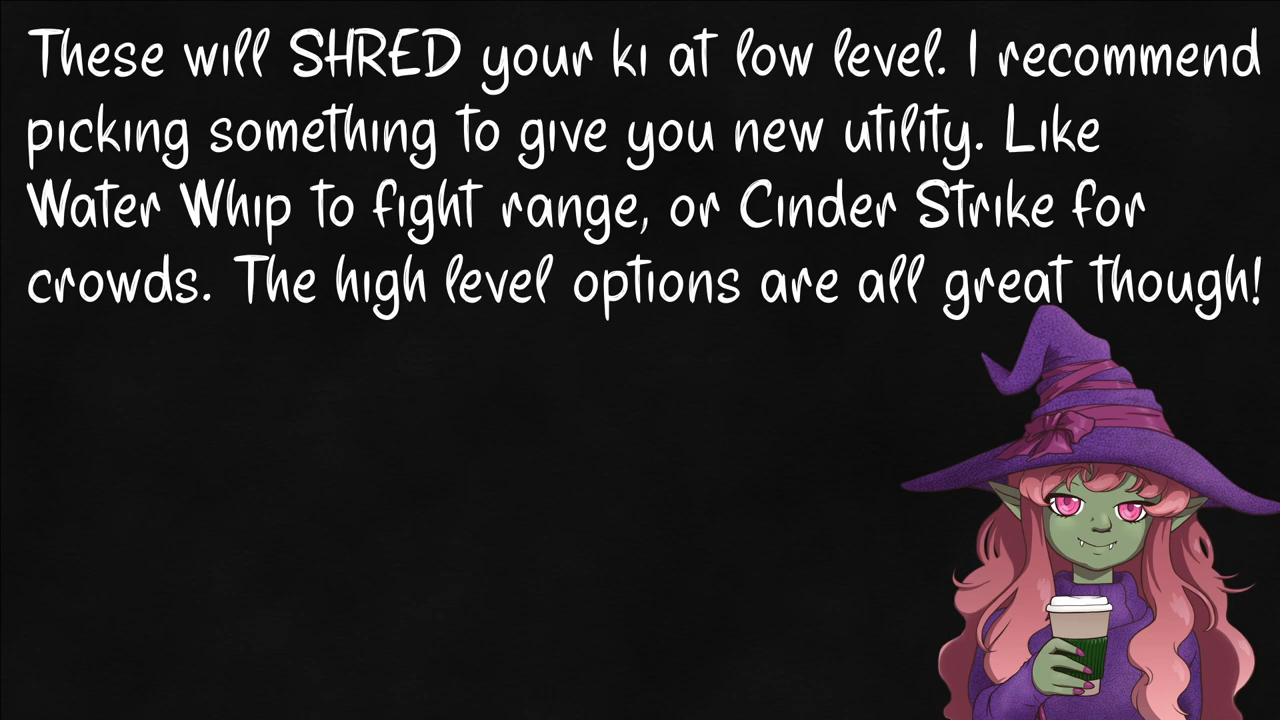 These will SHRED your ki at low level. I recommend
picking something to give you new utility. Like
Water Whip to fight range, or Cinder Strike for
crowds. The high level options are all great though!